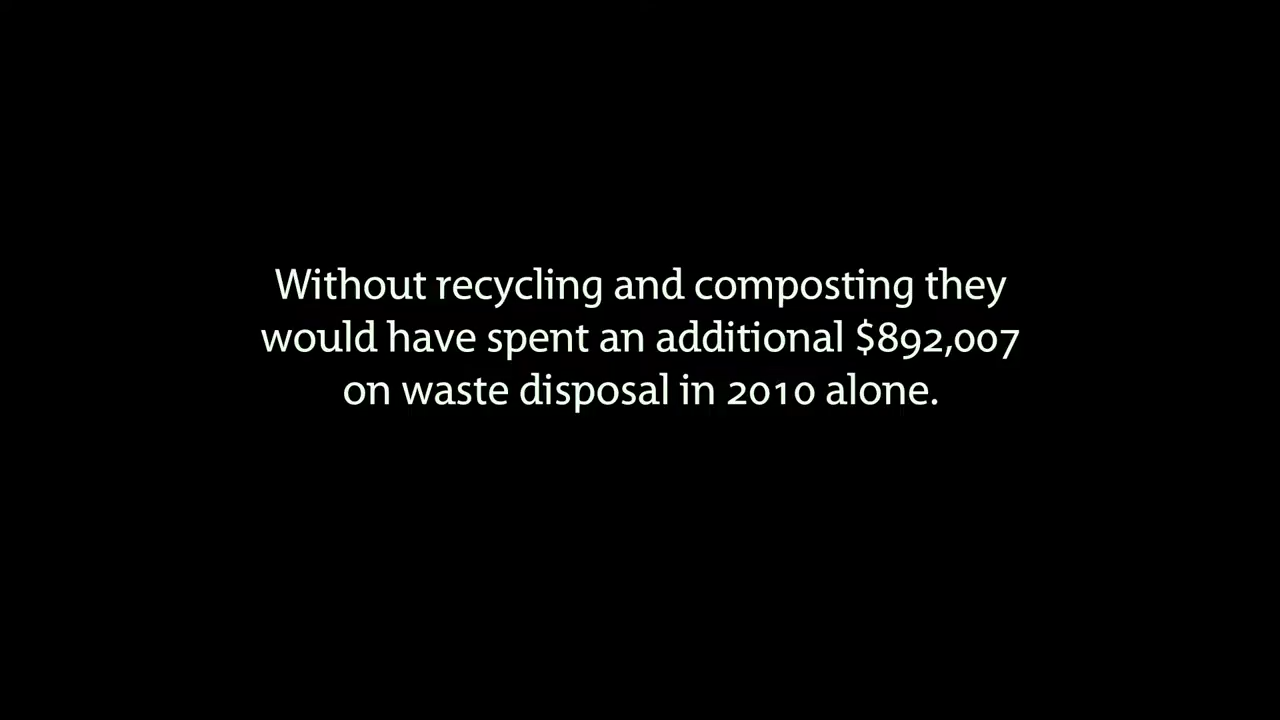 Without recycling and composting they
would have spent an additional $892,007
on waste disposal in 2010 alone.